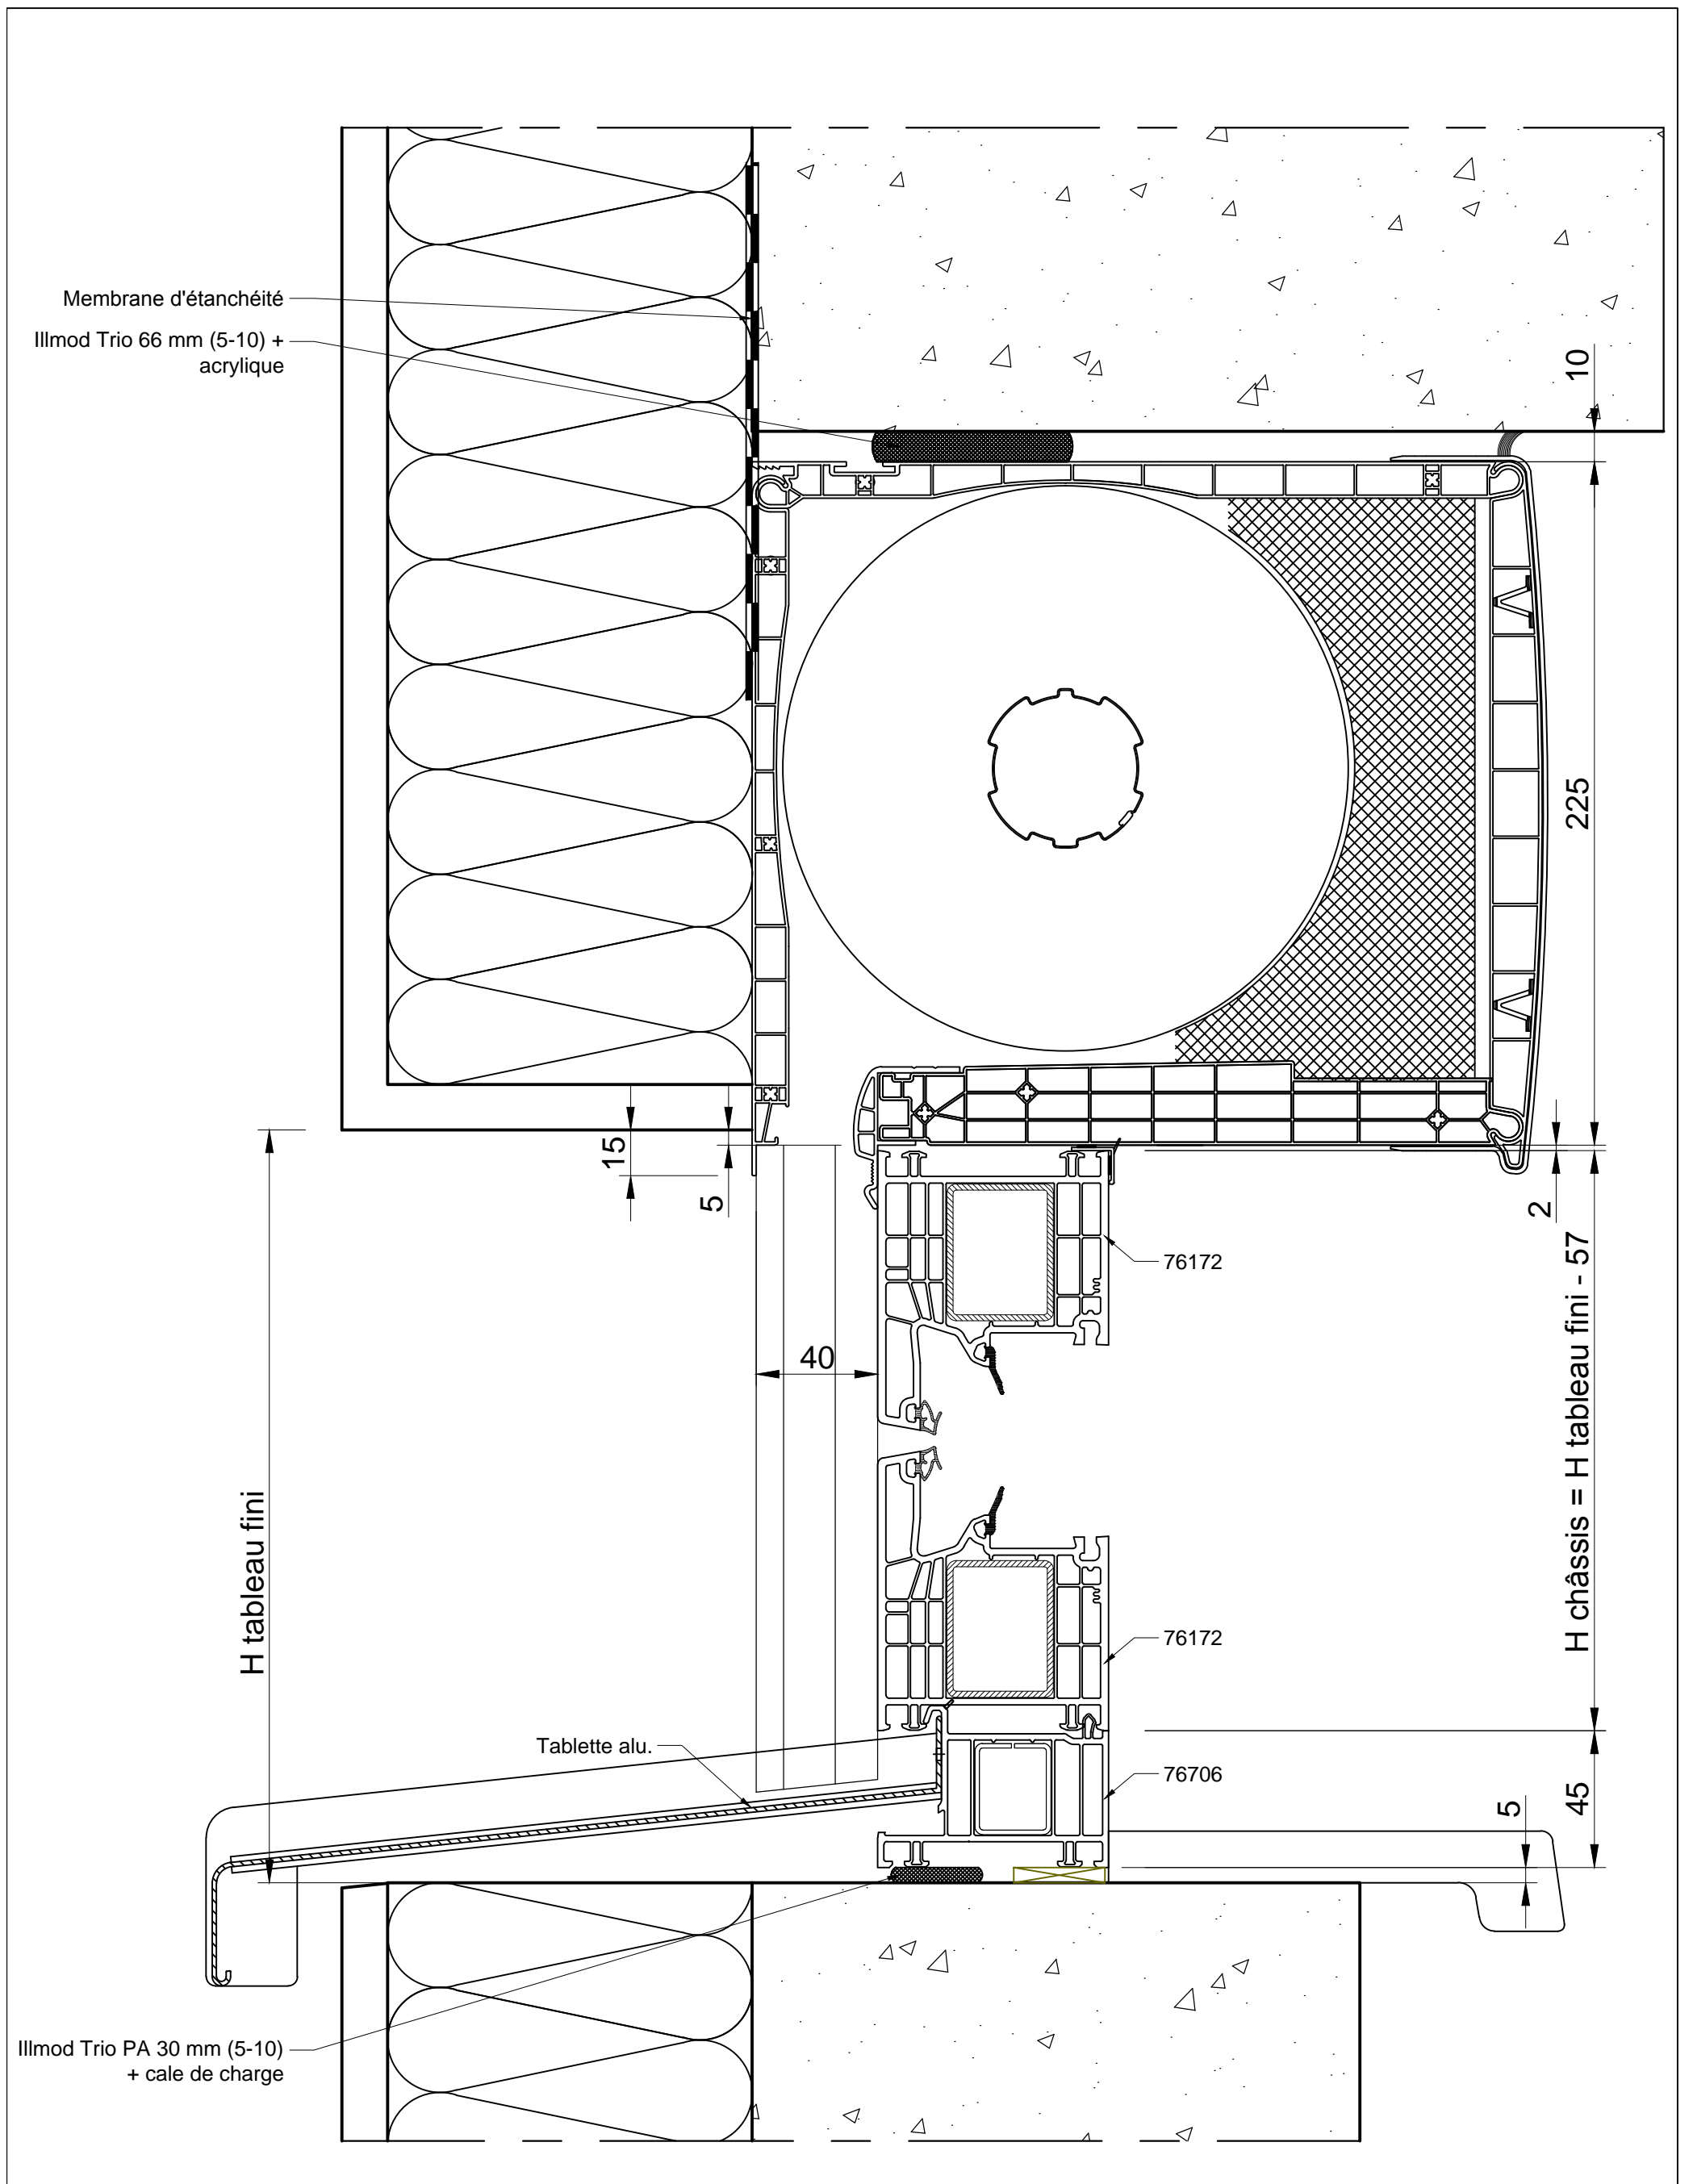 Membrane d'étanchéité
Illmod Trio 66 mm (5-10) +
acrylique
10
225
15
5
2
76172
40
H tableau fini
H châssis = H tableau fini - 57
76172
Tablette alu.
76706
5
45
Illmod Trio PA 30 mm (5-10)
+ cale de charge